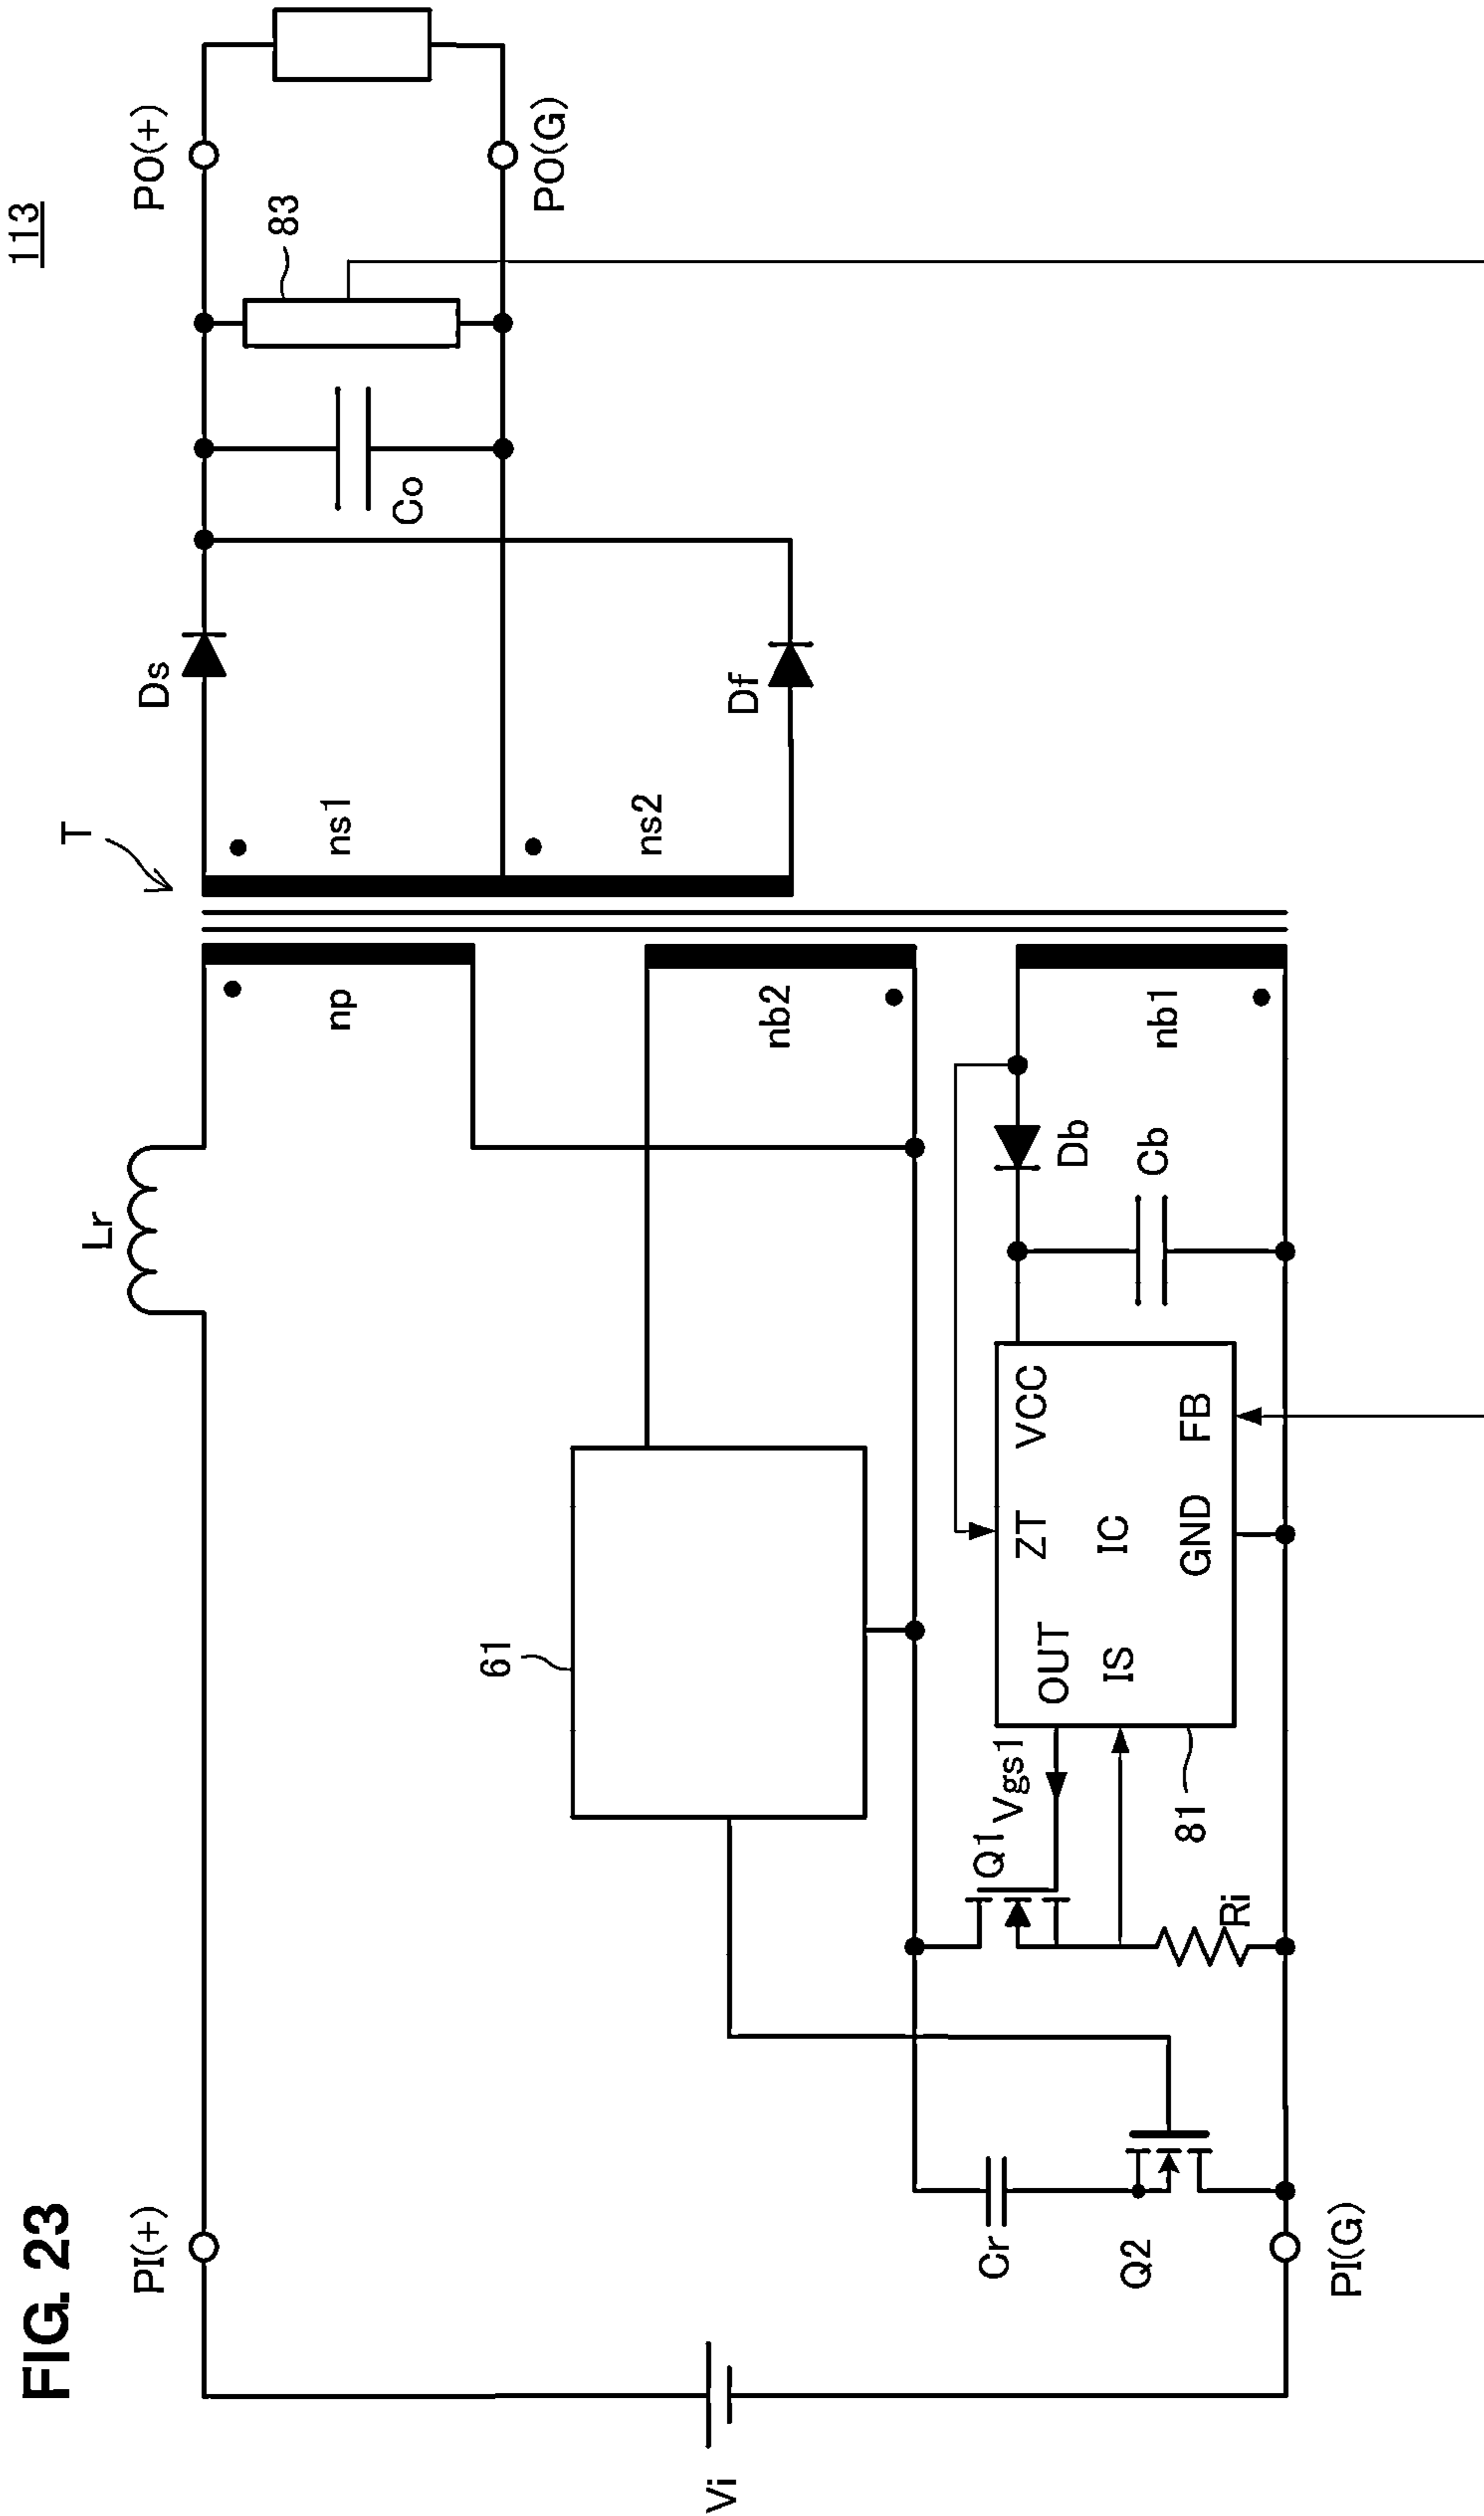 FIG. 23
113
PI(+)
Lr
T
Ds
PO(+)
83
Co
PO(G)
np
ns1
ns2
Df
61
nb2
Vi
Cr
Q2
PI(G)
Q1
Vgs1
OUT
ZT
VCC
IS
IC
GND
FB
81
Ri
Db
Cb
nb1